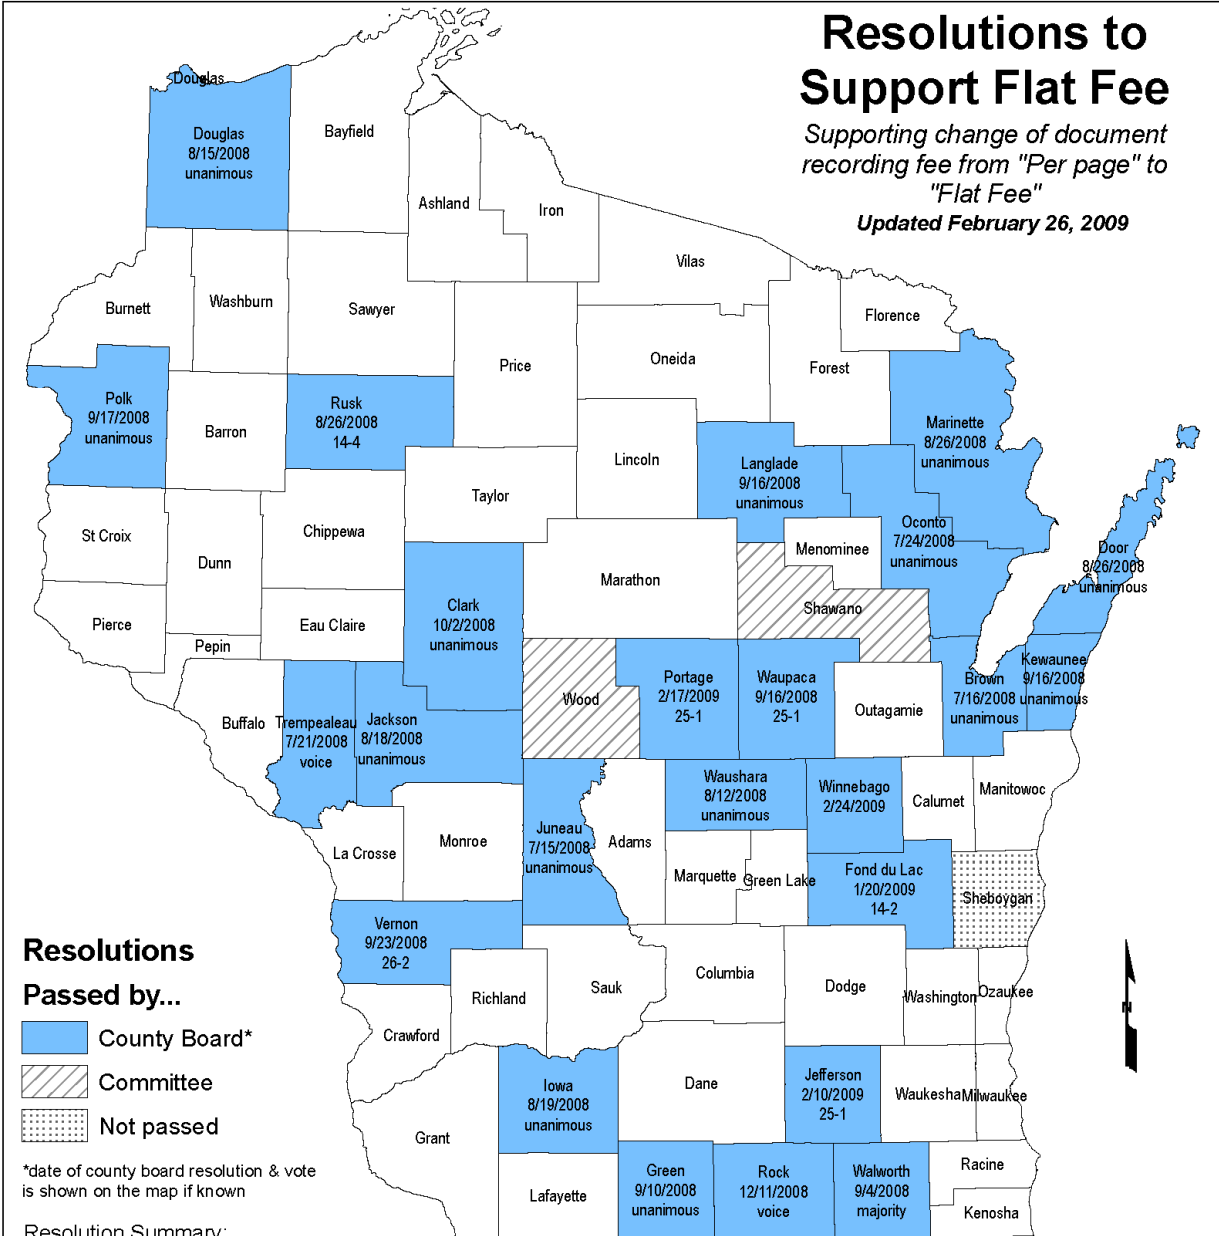 Resolutions to
Support Flat Fee
Supporting change of document
recording fee from "Per page" to
"Flat Fee"
Updated February 26, 2009
Douglas
Douglas
8/15/2008
unanimous
Bayfield
Ashland
Iron
Vilas
Burnett
Washburn
Sawyer
Florence
Price
Oneida
Forest
Polk
9/17/2008
unanimous
Barron
Rusk
8/26/2008
14-4
Marinette
8/26/2008
unanimous
Lincoln
Langlade
9/16/2008
unanimous
Taylor
St Croix
Chippewa
Dunn
Oconto
7/24/2008
unanimous
Menominee
Door
8/26/2008
unanimous
Marathon
Clark
10/2/2008
unanimous
Shawano
Pierce
Eau Claire
Pepin
Wood
Portage
2/17/2009
25-1
Waupaca
9/16/2008
25-1
Outagamie
Brown
7/16/2008
unanimous
Kewaunee
9/16/2008
unanimous
Buffalo
Trempealeau
7/21/2008
voice
Jackson
8/18/2008
unanimous
Waushara
8/12/2008
unanimous
Winnebago
2/24/2009
Calumet
Manitowoc
La Crosse
Monroe
Juneau
7/15/2008
unanimous
Adams
Marquette
Green Lake
Fond du Lac
1/20/2009
14-2
Sheboygan
Vernon
9/23/2008
26-2
Richland
Sauk
Columbia
Dodge
Washington
Ozaukee
Crawford
Iowa
8/19/2008
unanimous
Dane
Jefferson
2/10/2009
25-1
Waukesha
Milwaukee
Grant
Lafayette
Green
9/10/2008
unanimous
Rock
12/11/2008
voice
Walworth
9/4/2008
majority
Racine
Kenosha
N
Resolutions
Passed by...
County Board*
Committee
Not passed
*date of county board resolution & vote
is shown on the map if known
Resolution Summary: